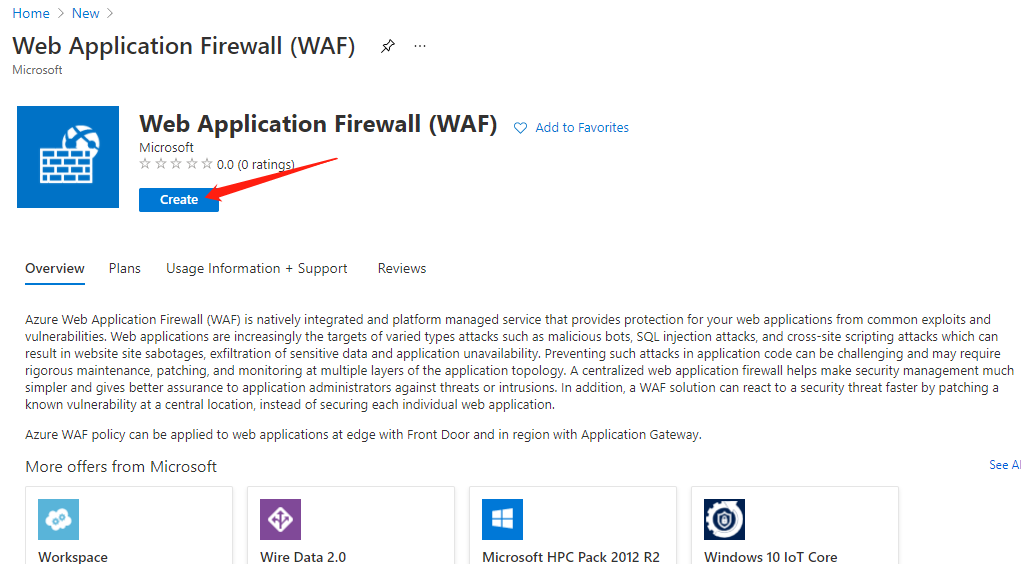 Home > New >
Web Application Firewall (WAF) ...
Microsoft
Web Application Firewall (WAF) Add to Favorites
Microsoft
0.0 (0 ratings)
Create
Overview Plans Usage Information + Support Reviews
Azure Web Application Firewall (WAF) is natively integrated and platform managed service that provides protection for your web applications from common exploits and
vulnerabilities. Web applications are increasingly the targets of varied types attacks such as malicious bots, SQL injection attacks, and cross-site scripting attacks which can
result in website site sabotages, exfiltration of sensitive data and application unavailability. Preventing such attacks in application code can be challenging and may require
rigorous maintenance, patching, and monitoring at multiple layers of the application topology. A centralized web application firewall helps make security management much
simpler and gives better assurance to application administrators against threats or intrusions. In addition, a WAF solution can react to a security threat faster by patching a
known vulnerability at a central location, instead of securing each individual web application.
Azure WAF policy can be applied to web applications at edge with Front Door and in region with Application Gateway.
More offers from Microsoft See Al
Workspace Wire Data 2.0 Microsoft HPC Pack 2012 R2 Windows 10 IoT Core